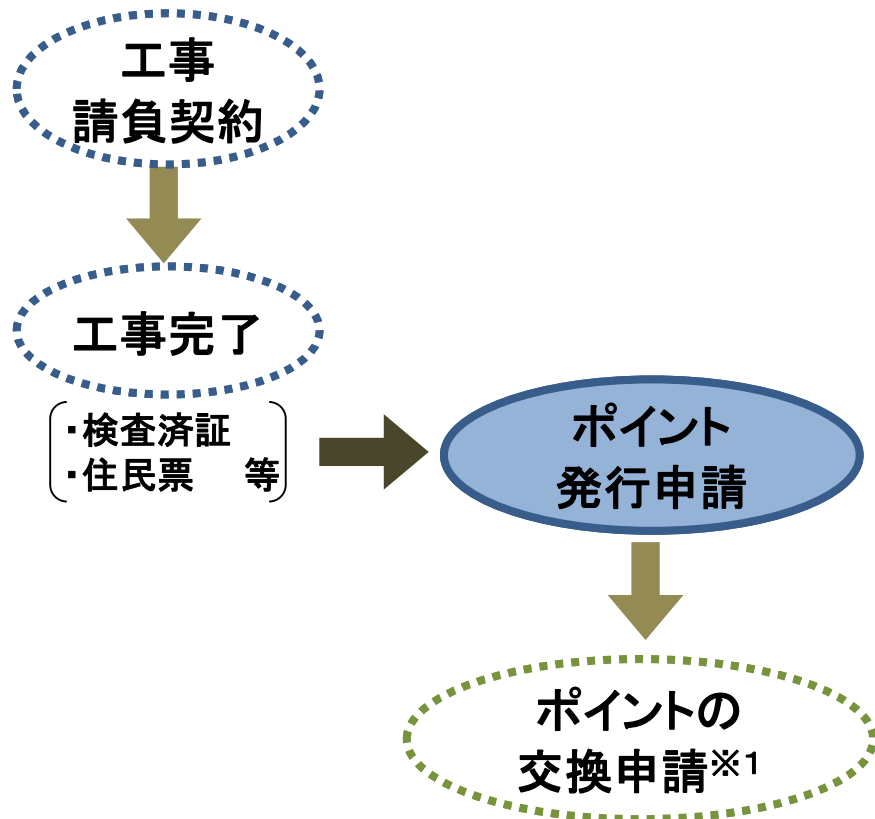 工事
請負契約
工事完了
・検査済証
・住民票 等
ポイント
発行申請
ポイントの
交換申請※1